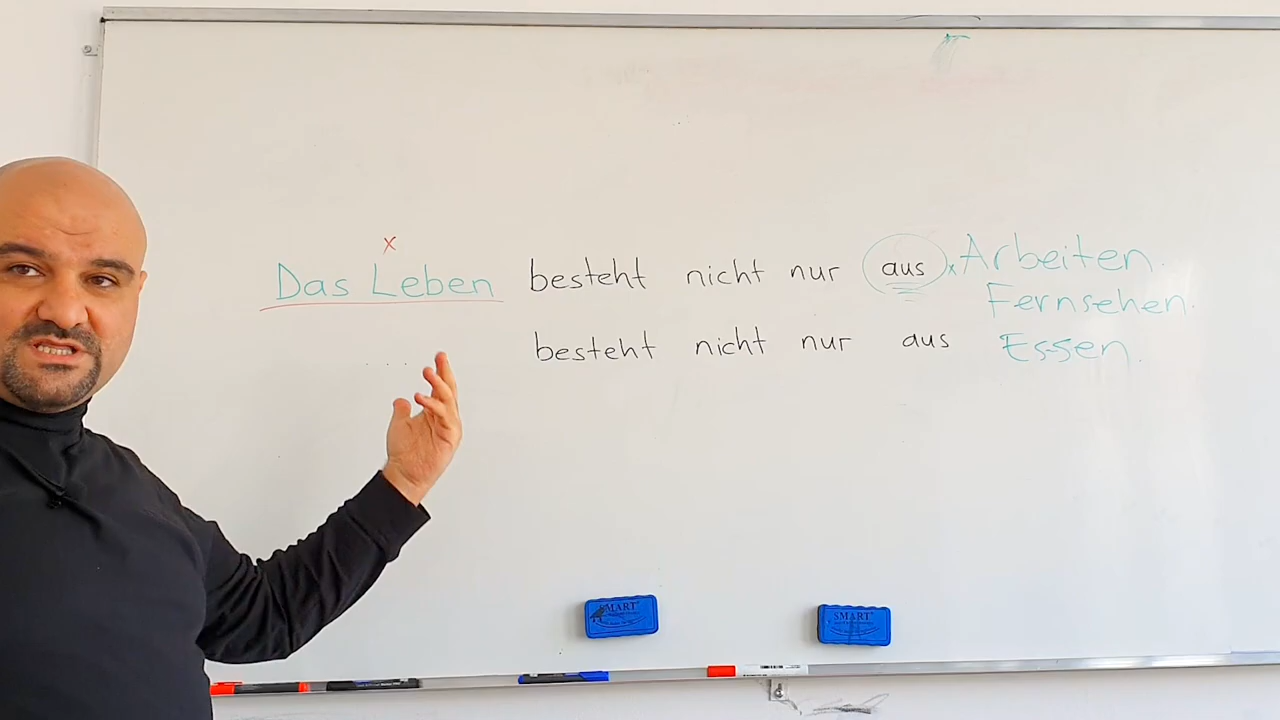 x
Das Leben besteht nicht nur aus x Arbeiten.
Fernsehen.
... besteht nicht nur aus Essen.
SMART SMART